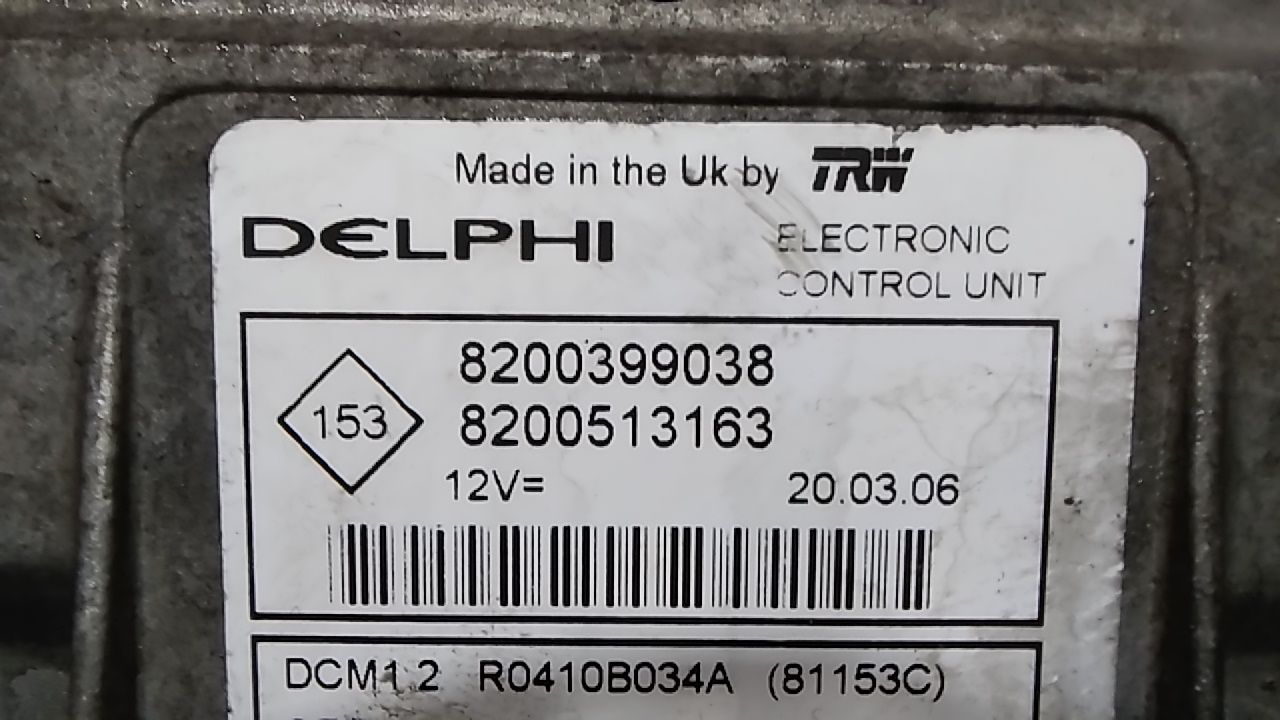 Made in the Uk by TRW
DELPHI
ELECTRONIC
CONTROL UNIT
153
8200399038
8200513163
12V=
20.03.06
DCM1.2 R0410B034A (81153C)